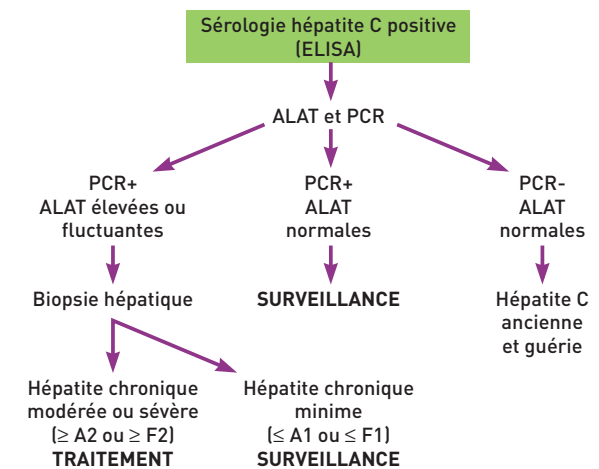 Sérologie hépatite C positive
(ELISA)
ALAT et PCR
PCR+
ALAT élevées ou
fluctuantes
PCR+
ALAT
normales
PCR-
ALAT
normales
Biopsie hépatique
SURVEILLANCE
Hépatite C
ancienne
et guérie
Hépatite chronique
modérée ou sévère
(≥ A2 ou ≥ F2)
TRAITEMENT
Hépatite chronique
minime
(≤ A1 ou ≤ F1)
SURVEILLANCE